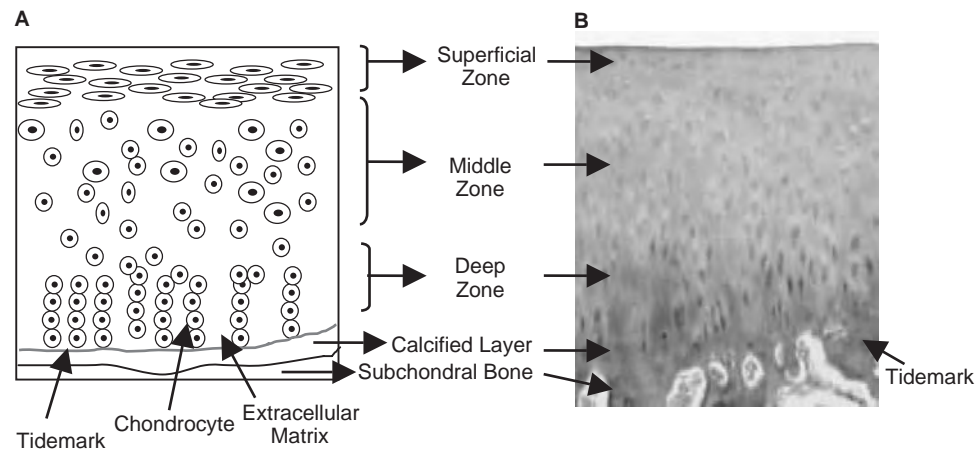 A
B
Superficial
Zone
Middle
Zone
Deep
Zone
Calcified Layer
Subchondral Bone
Tidemark
Chondrocyte
Extracellular
Matrix
Tidemark